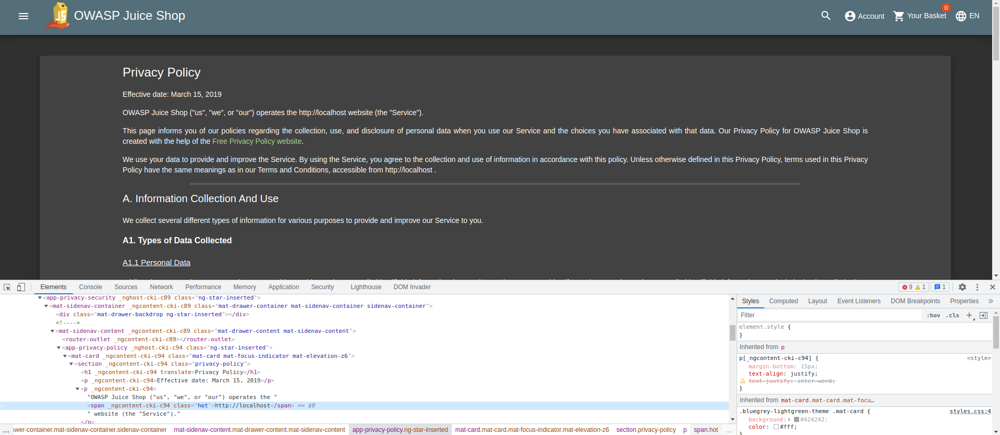 OWASP Juice Shop
Account
0
Your Basket
EN
Privacy Policy
Effective date: March 15, 2019
OWASP Juice Shop ("us", "we", or "our") operates the http://localhost website (the "Service").
This page informs you of our policies regarding the collection, use, and disclosure of personal data when you use our Service and the choices you have associated with that data. Our Privacy Policy for OWASP Juice Shop is
created with the help of the Free Privacy Policy website.
We use your data to provide and improve the Service. By using the Service, you agree to the collection and use of information in accordance with this policy. Unless otherwise defined in this Privacy Policy, terms used in this Privacy
Policy have the same meanings as in our Terms and Conditions, accessible from http://localhost .
A. Information Collection And Use
We collect several different types of information for various purposes to provide and improve our Service to you.
A1. Types of Data Collected
A1.1 Personal Data
Elements Console Sources Network Performance Memory Application Security Lighthouse DOM Invader 9 1 1
<app-privacy-security _nghost-cki-c89 class="ng-star-inserted">
<mat-sidenav-container _ngcontent-cki-c89 class="mat-drawer-container mat-sidenav-container sidenav-container">
<div class="mat-drawer-backdrop ng-star-inserted"></div>
<!---->
<mat-sidenav-content _ngcontent-cki-c89 class="mat-drawer-content mat-sidenav-content">
<router-outlet _ngcontent-cki-c89></router-outlet>
<app-privacy-policy _nghost-cki-c94 class="ng-star-inserted">
<mat-card _ngcontent-cki-c94 class="mat-card mat-focus-indicator mat-elevation-z6">
<section _ngcontent-cki-c94 class="privacy-policy">
<h1 _ngcontent-cki-c94 translate>Privacy Policy</h1>
<p _ngcontent-cki-c94>Effective date: March 15, 2019</p>
<p _ngcontent-cki-c94>
"OWASP Juice Shop ("us", "we", or "our") operates the "
... <span _ngcontent-cki-c94 class="hot">http://localhost</span> == $0
" website (the "Service")."
</p>
... wer-container.mat-sidenav-container.sidenav-container mat-sidenav-content.mat-drawer-content.mat-sidenav-content app-privacy-policy.ng-star-inserted mat-card.mat-card.mat-focus-indicator.mat-elevation-z6 section.privacy-policy p span.hot ...
Styles Computed Layout Event Listeners DOM Breakpoints Properties »
Filter :hov .cls +
element.style {
}
Inherited from p
p[_ngcontent-cki-c94] { <style>
margin-bottom: 15px;
text-align: justify;
text-justify: inter-word;
}
Inherited from mat-card.mat-card.mat-focu…
.bluegrey-lightgreen-theme .mat-card { styles.css:4
background: #424242;
color: #fff;
}